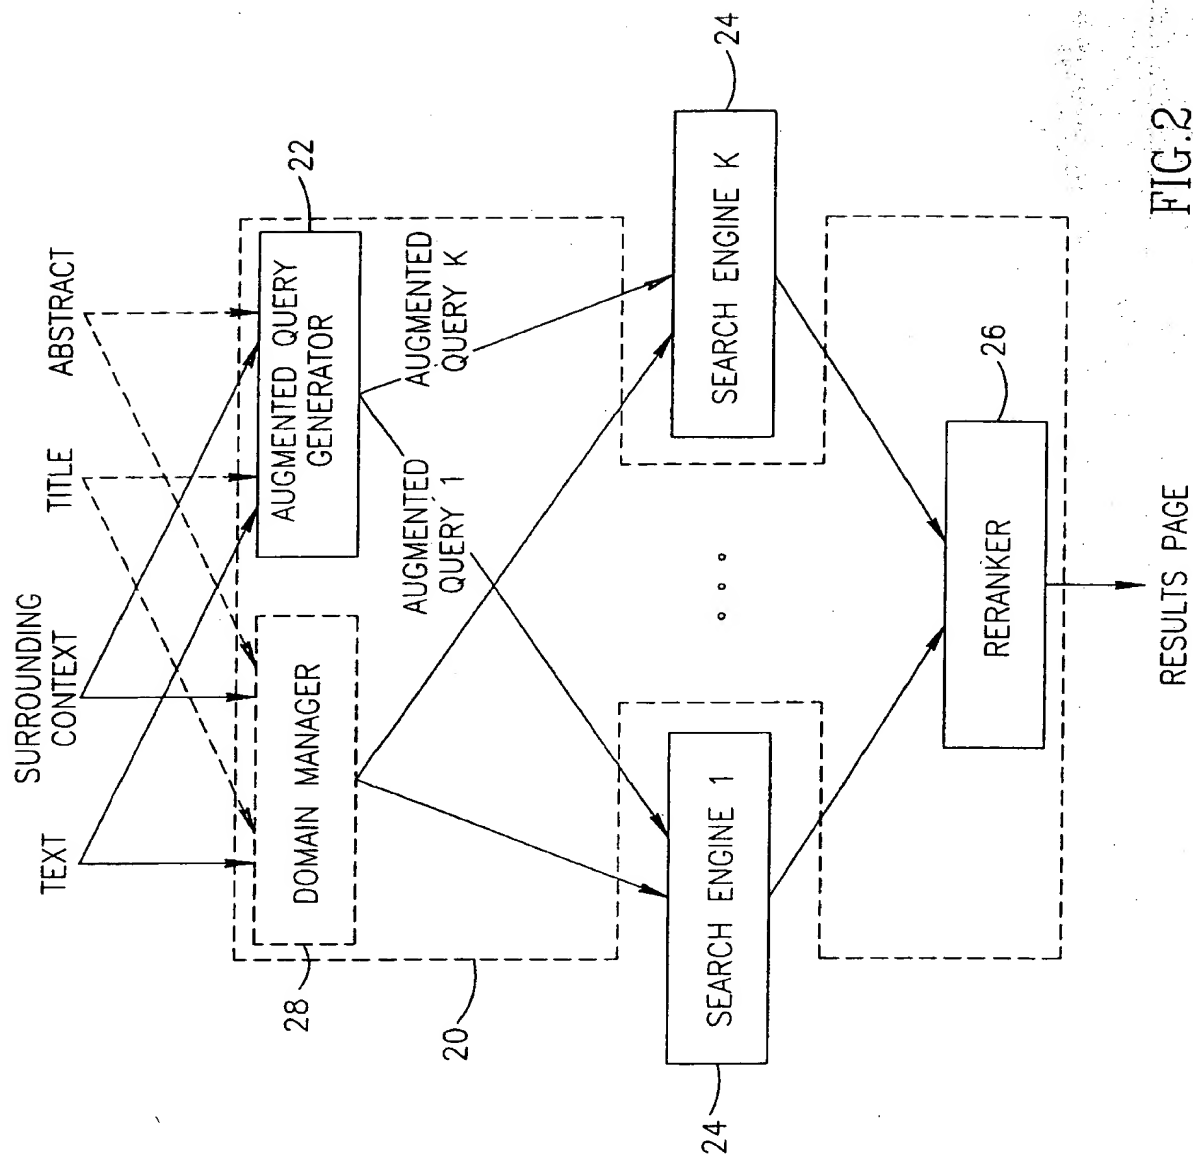 TEXT
SURROUNDING
CONTEXT
TITLE
ABSTRACT
28
DOMAIN MANAGER
22
AUGMENTED QUERY
GENERATOR
20
AUGMENTED
QUERY 1
AUGMENTED
QUERY K
24
SEARCH ENGINE 1
24
SEARCH ENGINE K
26
RERANKER
RESULTS PAGE
FIG.2